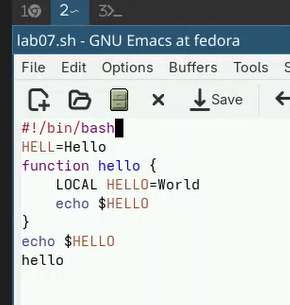 1
2
3
lab07.sh - GNU Emacs at fedora
File Edit Options Buffers Tools
Save
#!/bin/bash
HELL=Hello
function hello {
    LOCAL HELLO=World
    echo $HELLO
}
echo $HELLO
hello